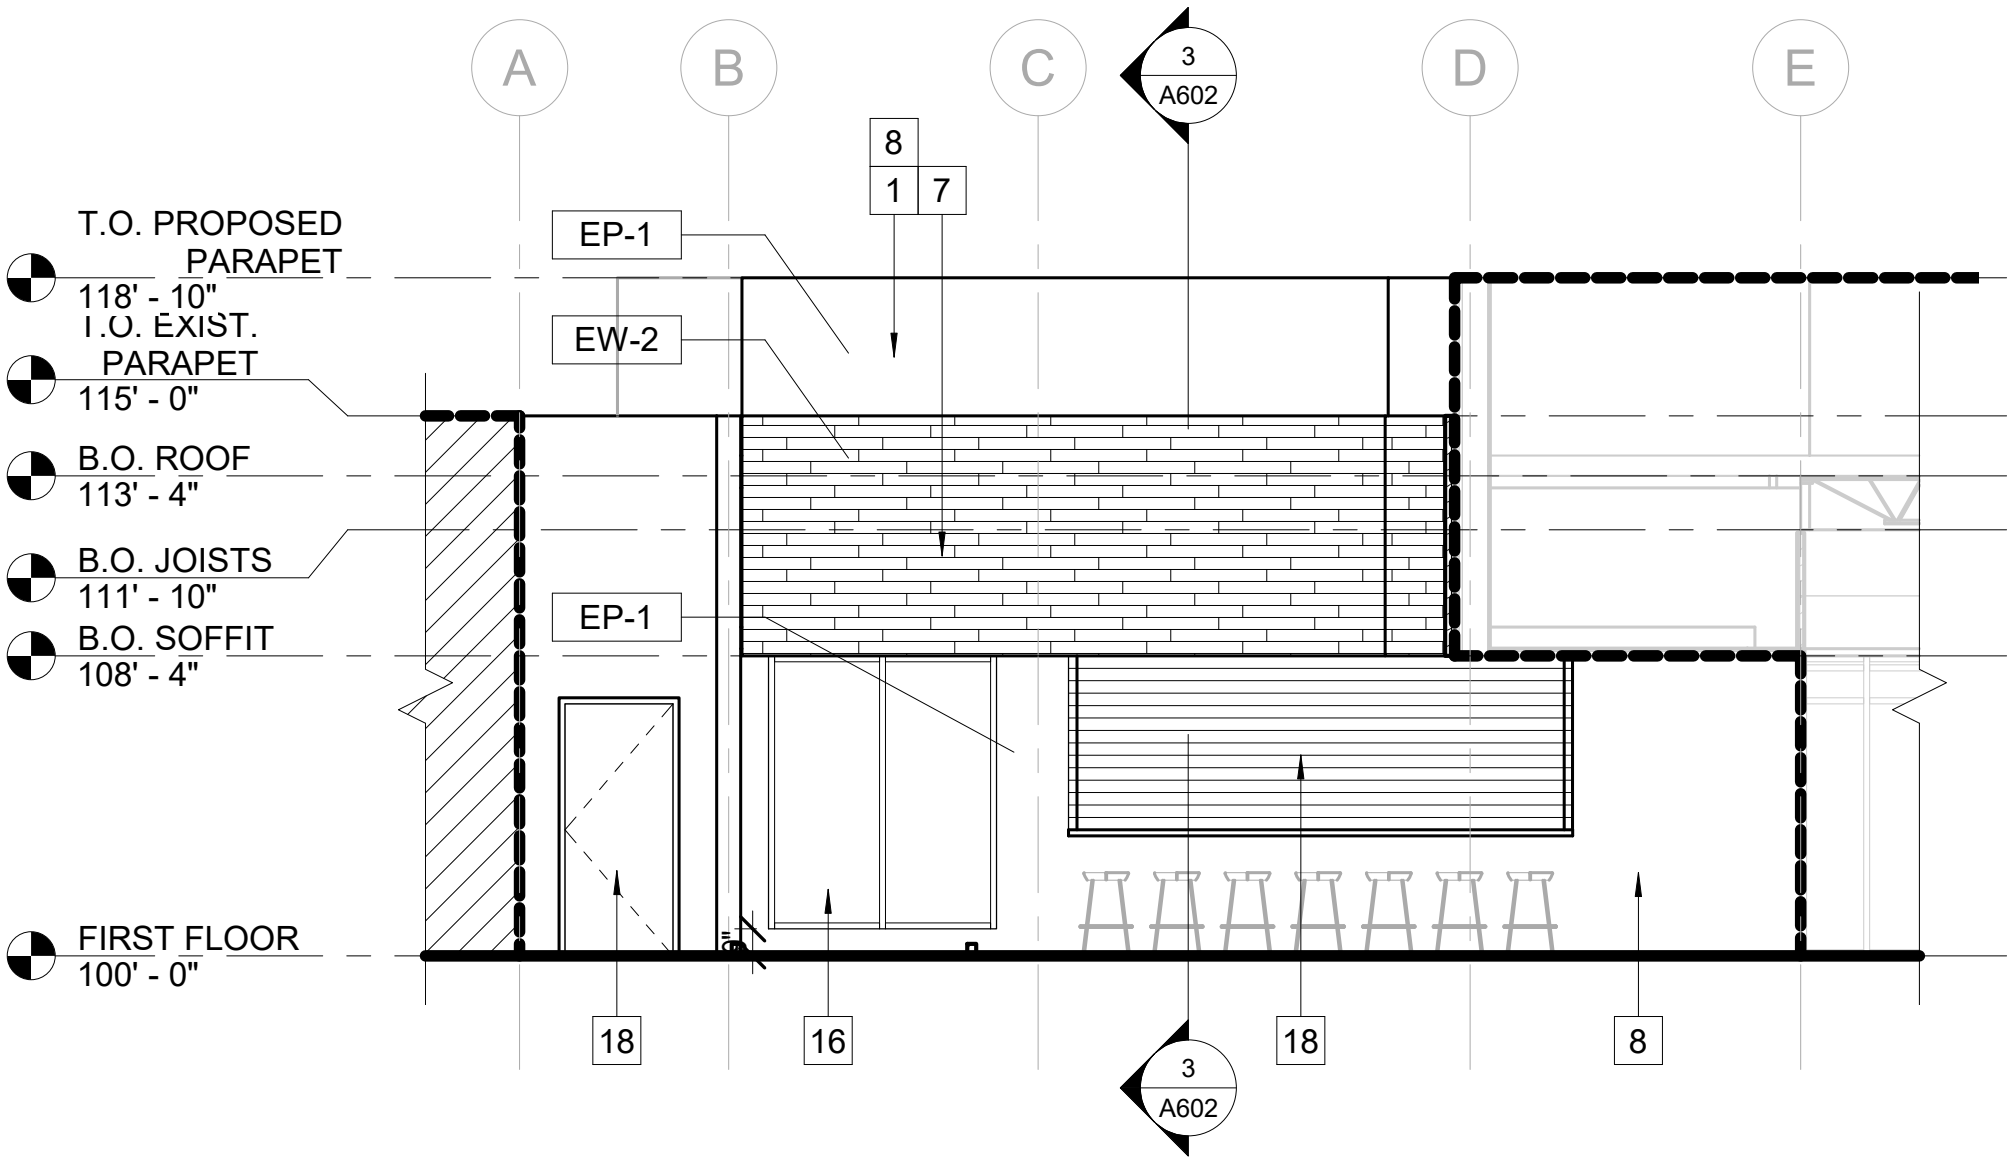 A
B
C
3
A602
D
E
8
1 7
T.O. PROPOSED
PARAPET
118' - 10"
EP-1
T.O. EXIST.
PARAPET
115' - 0"
EW-2
B.O. ROOF
113' - 4"
B.O. JOISTS
111' - 10"
EP-1
B.O. SOFFIT
108' - 4"
FIRST FLOOR
100' - 0"
18
16
18
8
3
A602